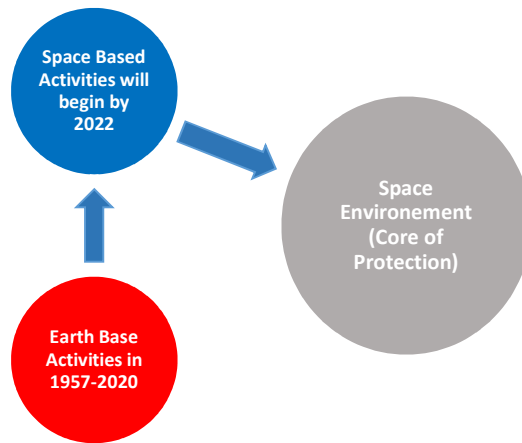 Space Based
Activities will
begin by
2022
Space
Environement
(Core of
Protection)
Earth Base
Activities in
1957-2020